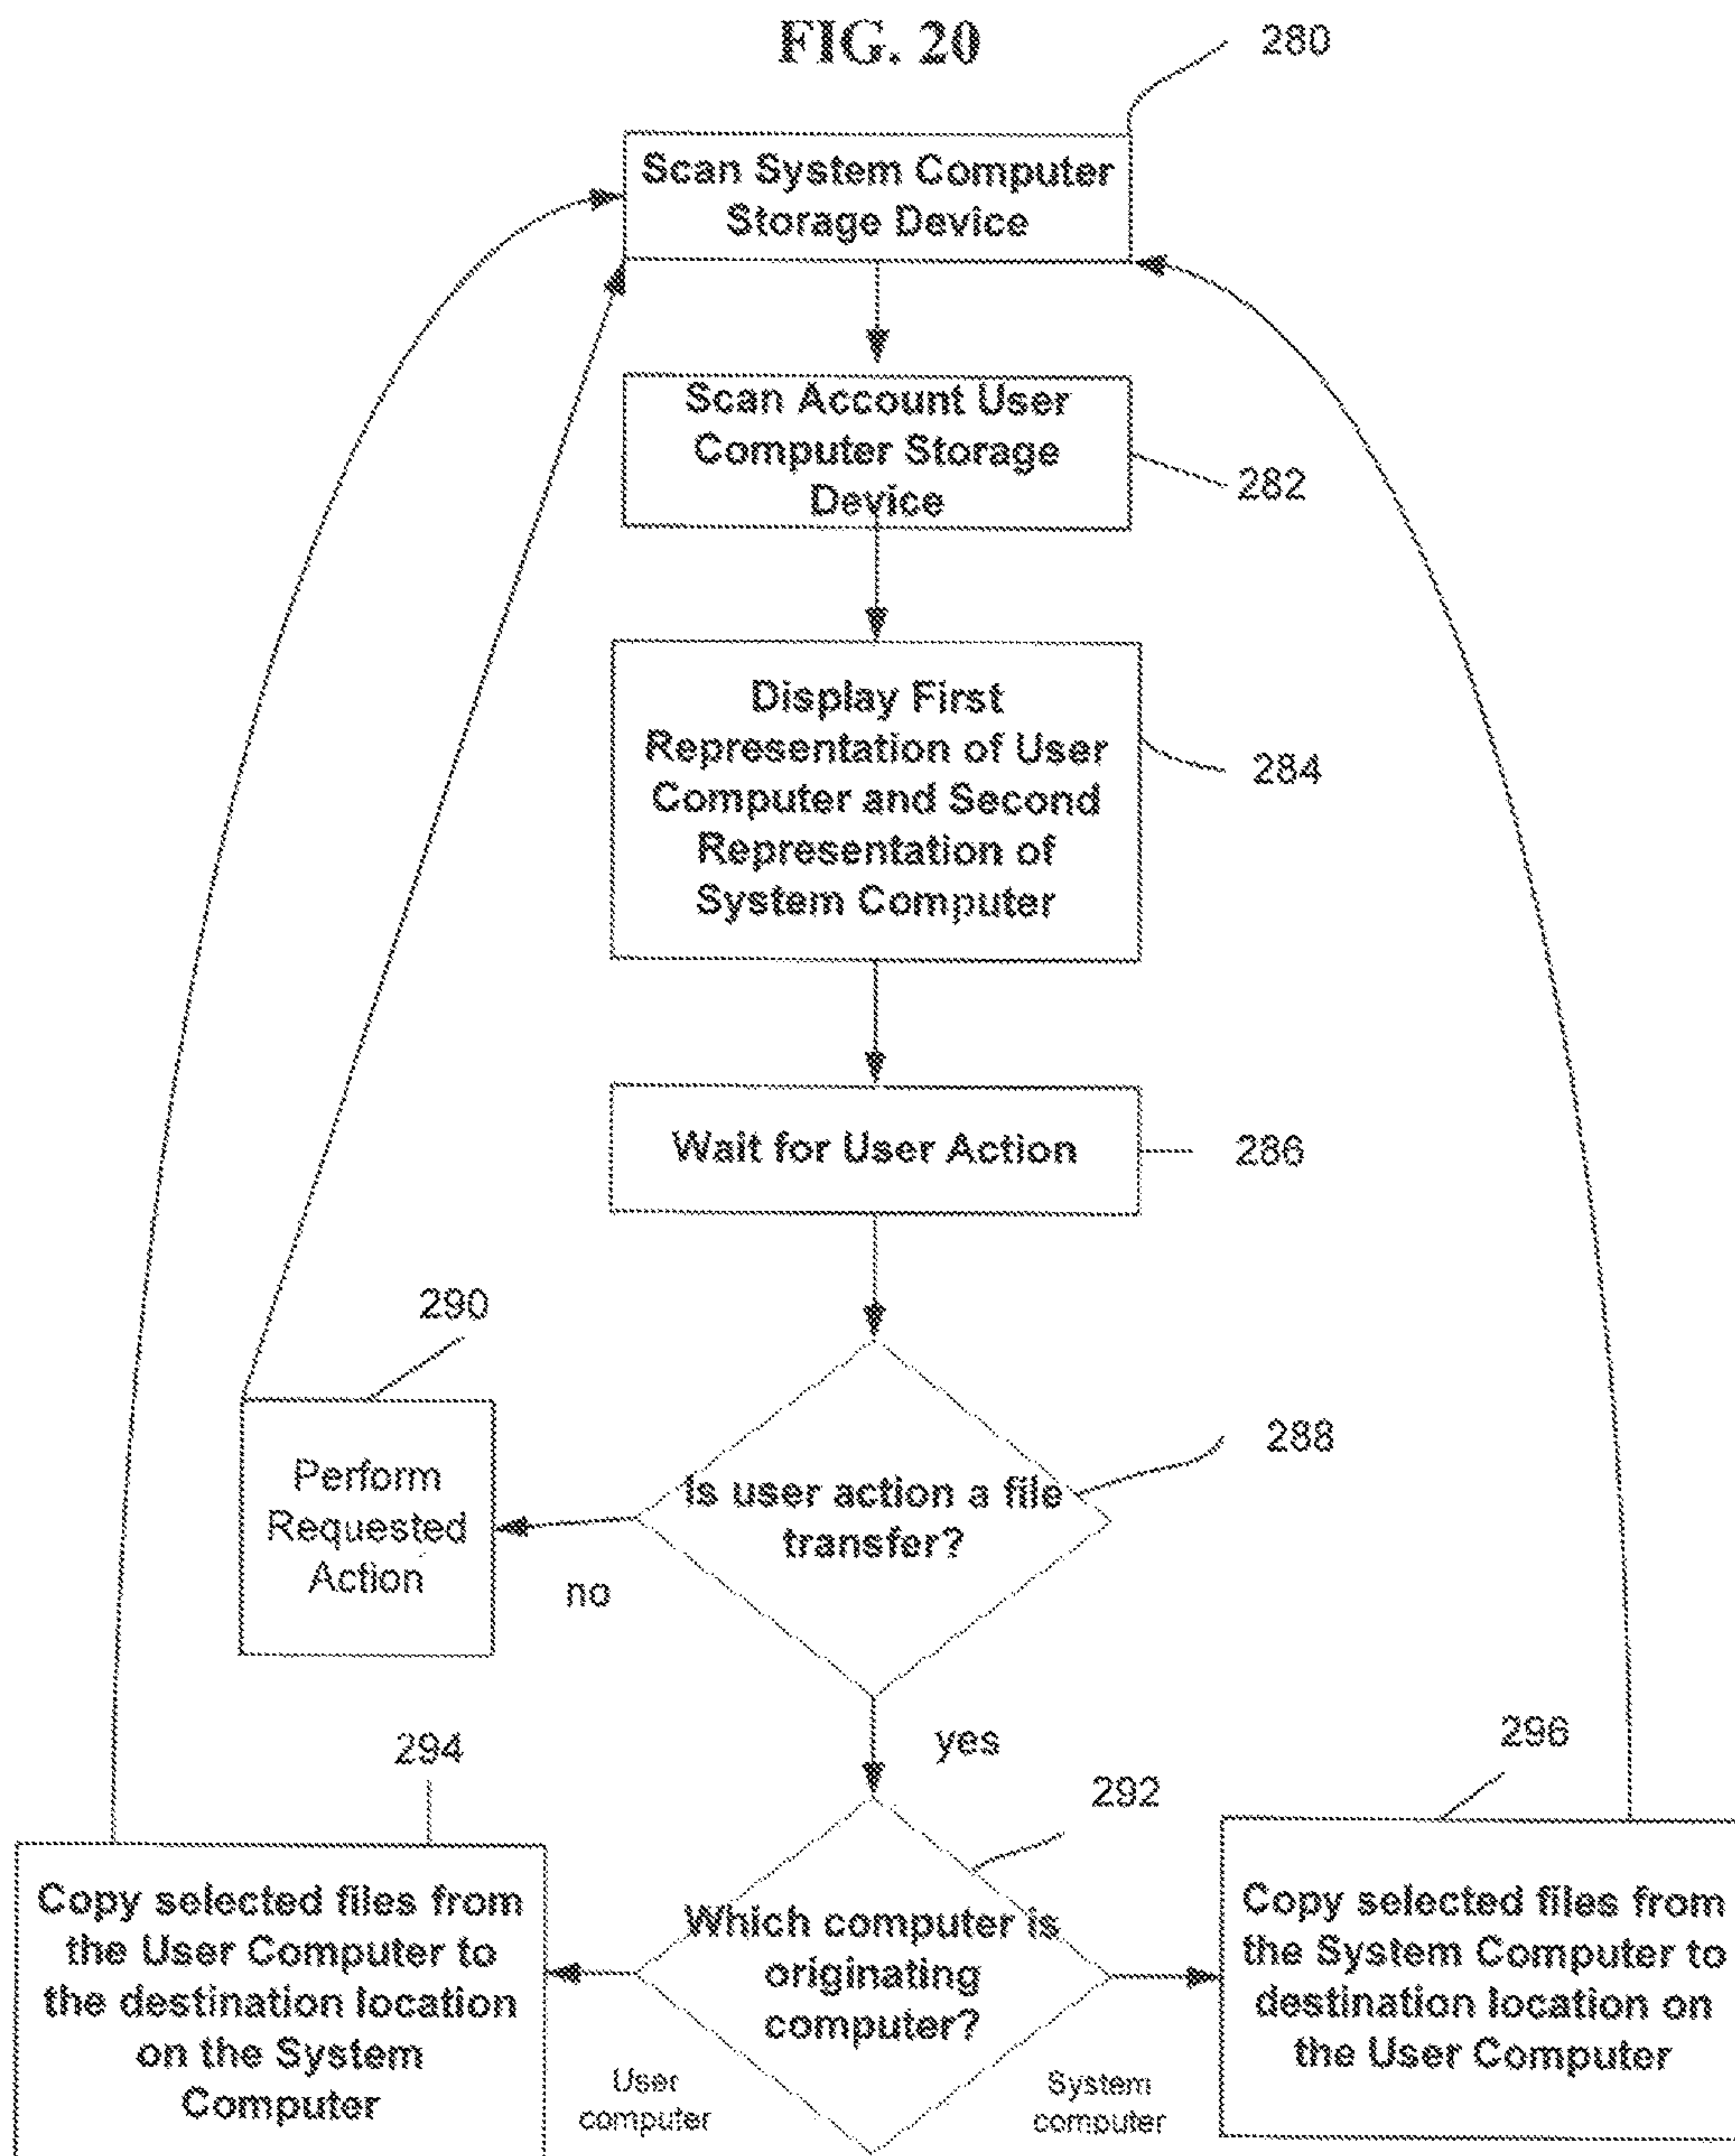 FIG. 20
280
Scan System Computer
Storage Device
Scan Account User
Computer Storage
Device
282
Display First
Representation of User
Computer and Second
Representation of
System Computer
284
Wait for User Action
286
290
Perform
Requested
Action
288
Is user action a file
transfer?
no
yes
294
Copy selected files from
the User Computer to
the destination location
on the System
Computer
292
Which computer is
originating
computer?
User
computer
System
computer
296
Copy selected files from
the System Computer to
destination location on
the User Computer